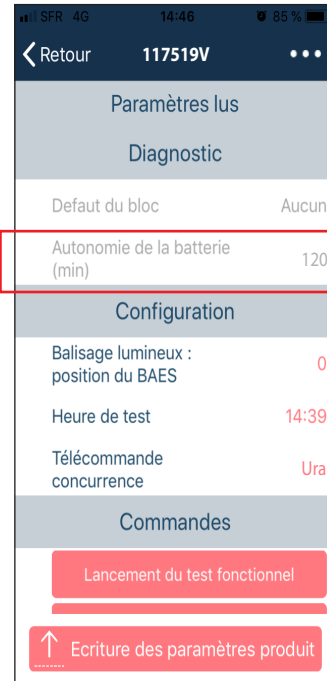 SFR 4G 14:46 85 %
Retour 117519V •••
Paramètres lus
Diagnostic
Defaut du bloc Aucun
Autonomie de la batterie
(min) 120
Configuration
Balisage lumineux :
position du BAES 0
Heure de test 14:39
Télécommande
concurrence Ura
Commandes
Lancement du test fonctionnel
Ecriture des paramètres produit